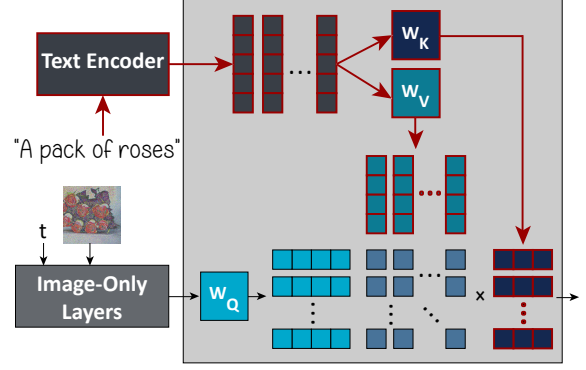 Text Encoder
W_K
W_V
"A pack of roses"
t
Image-Only
Layers
W_Q
×